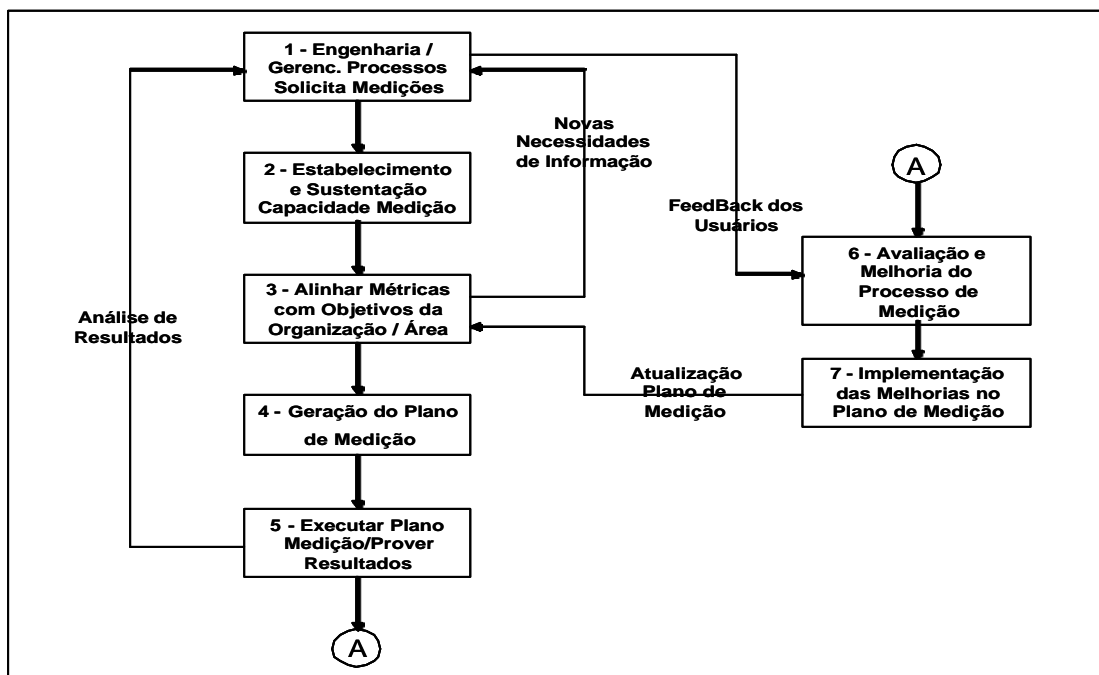 1 - Engenharia /
Gerenc. Processos
Solicita Medições
2 - Estabelecimento
e Sustentação
Capacidade Medição
3 - Alinhar Métricas
com Objetivos da
Organização / Área
4 - Geração do Plano
de Medição
5 - Executar Plano
Medição/Prover
Resultados
A
Análise de
Resultados
Novas
Necessidades
de Informação
FeedBack dos
Usuários
Atualização
Plano de
Medição
A
6 - Avaliação e
Melhoria do
Processo de
Medição
7 - Implementação
das Melhorias no
Plano de Medição